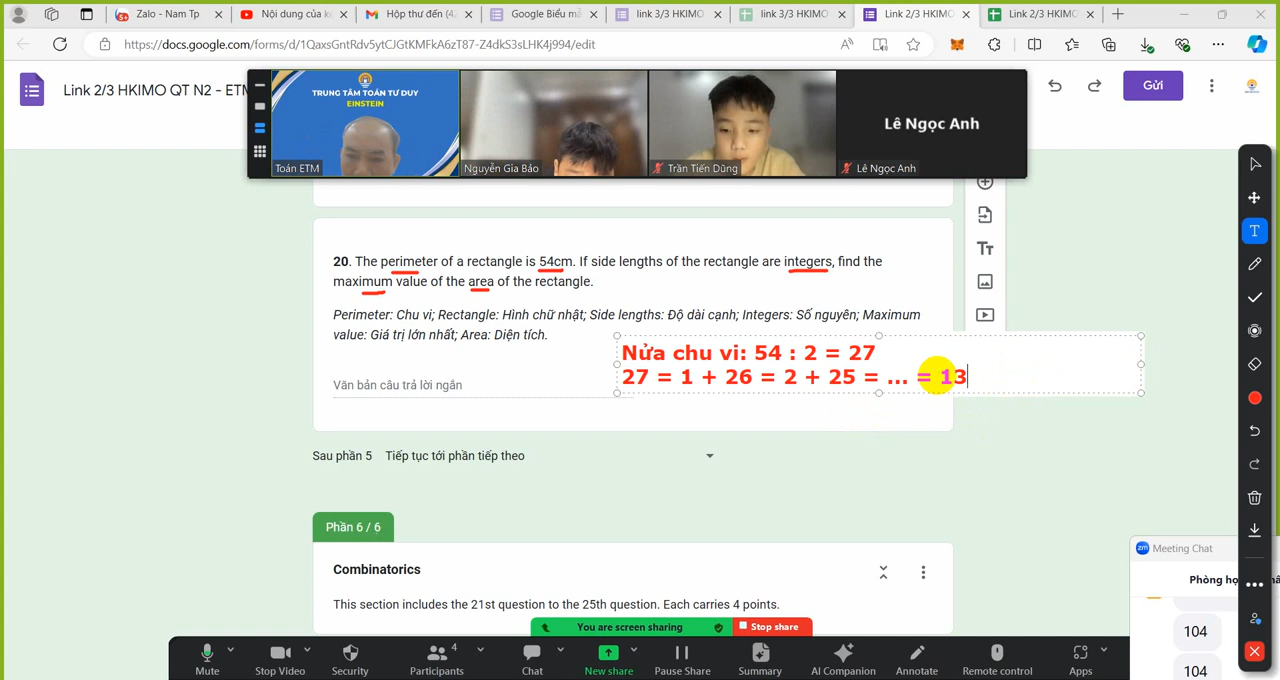 Zalo - Nam Tp
Nội dung của k
Hộp thư đến (4
Google Biểu m
link 3/3 HKIMO
link 3/3 HKIMO
Link 2/3 HKIMO
Link 2/3 HKIMO
https://docs.google.com/forms/d/1QaxsGntRdv5ytCJGtKMFkA6zT87-Z4dkS3sLHK4j994/edit
Link 2/3 HKIMO QT N2 - ETM
Gửi
TRUNG TÂM TOÁN TƯ DUY
EINSTEIN
Lê Ngọc Anh
Toán ETM
Nguyễn Gia Bảo
Trần Tiến Dũng
Lê Ngọc Anh
20. The perimeter of a rectangle is 54cm. If side lengths of the rectangle are integers, find the
maximum value of the area of the rectangle.
Perimeter: Chu vi; Rectangle: Hình chữ nhật; Side lengths: Độ dài cạnh; Integers: Số nguyên; Maximum
value: Giá trị lớn nhất; Area: Diện tích.
Nửa chu vi: 54 : 2 = 27
27 = 1 + 26 = 2 + 25 = ... = 13
Văn bản câu trả lời ngắn
Sau phần 5 Tiếp tục tới phần tiếp theo
Phần 6 / 6
Combinatorics
This section includes the 21st question to the 25th question. Each carries 4 points.
Meeting Chat
Phòng họ
104
104
You are screen sharing
Stop share
4
Mute
Stop Video
Security
Participants
Chat
New share
Pause Share
Summary
AI Companion
Annotate
Remote control
Apps